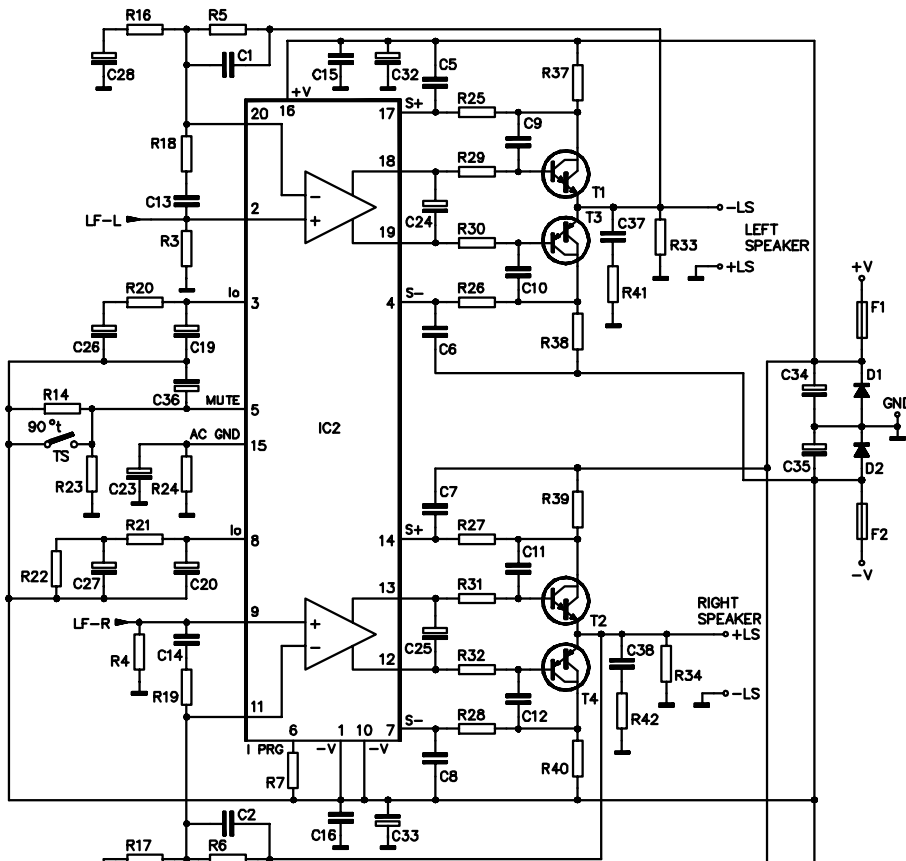 R16
R5
C28
C1
C15
C32
C5
R37
+V
16
S+
17
R25
C9
20
R18
18
R29
C13
2
T1
LF-L
C24
T3
C37
-LS
R3
19
R30
R33
LEFT
SPEAKER
+LS
+V
R20
Io
3
S-
4
R26
C10
R41
F1
C26
C19
C6
R38
C36
C34
D1
R14
MUTE
5
GND
90°t
TS
AC GND
15
IC2
R23
C23
R24
C35
D2
C7
R39
R21
Io
8
S+
14
R27
C11
F2
R22
C27
C20
-V
13
R31
LF-R
9
T2
RIGHT
SPEAKER
+LS
R4
C14
C25
C38
R34
12
R32
R19
T4
-LS
11
C12
R42
6
1
10
7
S-
R28
I PRG
-V
-V
R7
C8
R40
C2
C16
C33
R17
R6